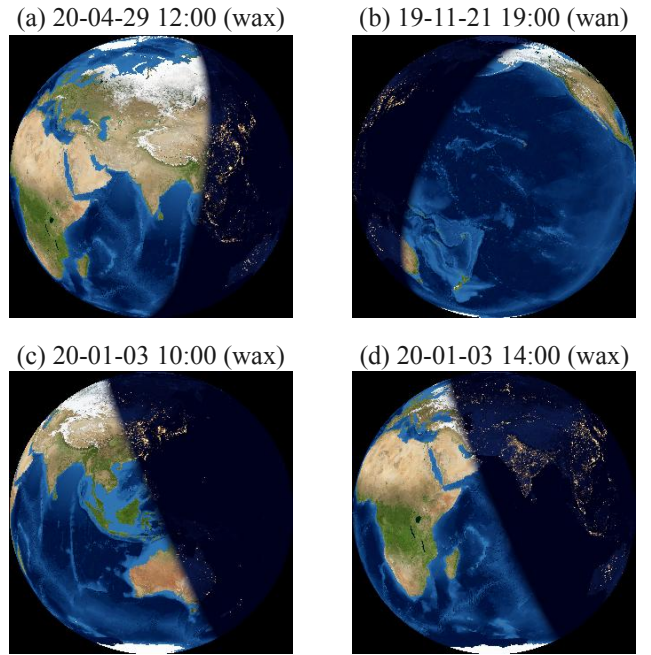 (a) 20-04-29 12:00 (wax)
(b) 19-11-21 19:00 (wan)
(c) 20-01-03 10:00 (wax)
(d) 20-01-03 14:00 (wax)